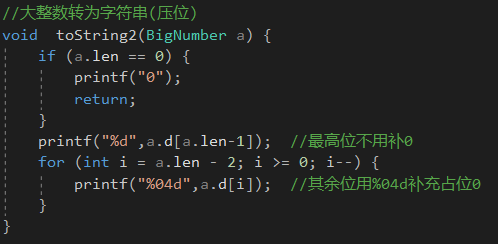 //大整数转为字符串(压位)
void  toString2(BigNumber a) {
    if (a.len == 0) {
        printf("0");
        return;
    }
    printf("%d",a.d[a.len-1]);  //最高位不用补0
    for (int i = a.len - 2; i >= 0; i--) {
        printf("%04d",a.d[i]);  //其余位用%04d补充占位0
    }
}